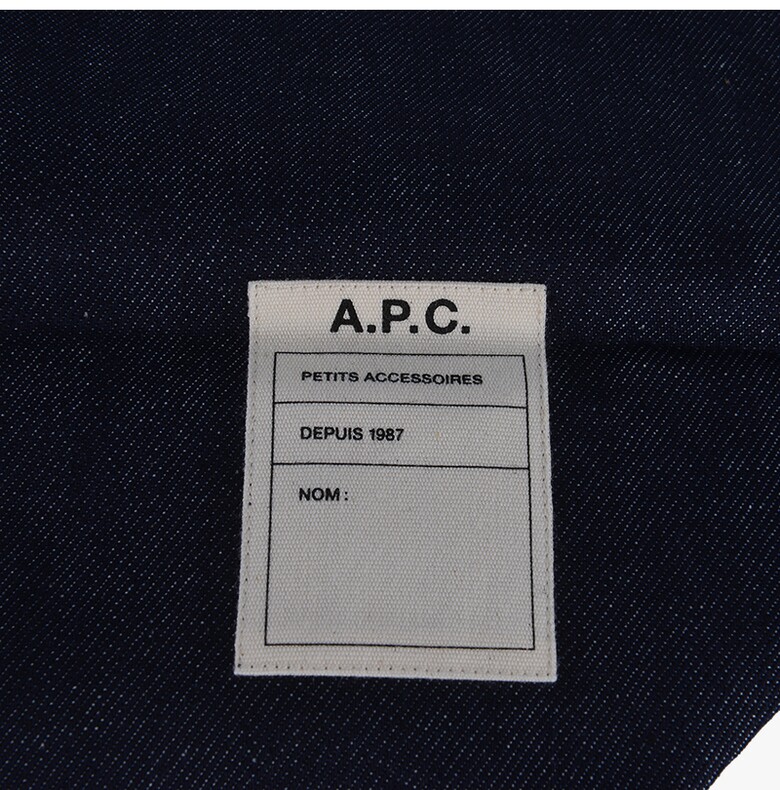 A.P.C.
PETITS ACCESSOIRES
DEPUIS 1987
NOM :